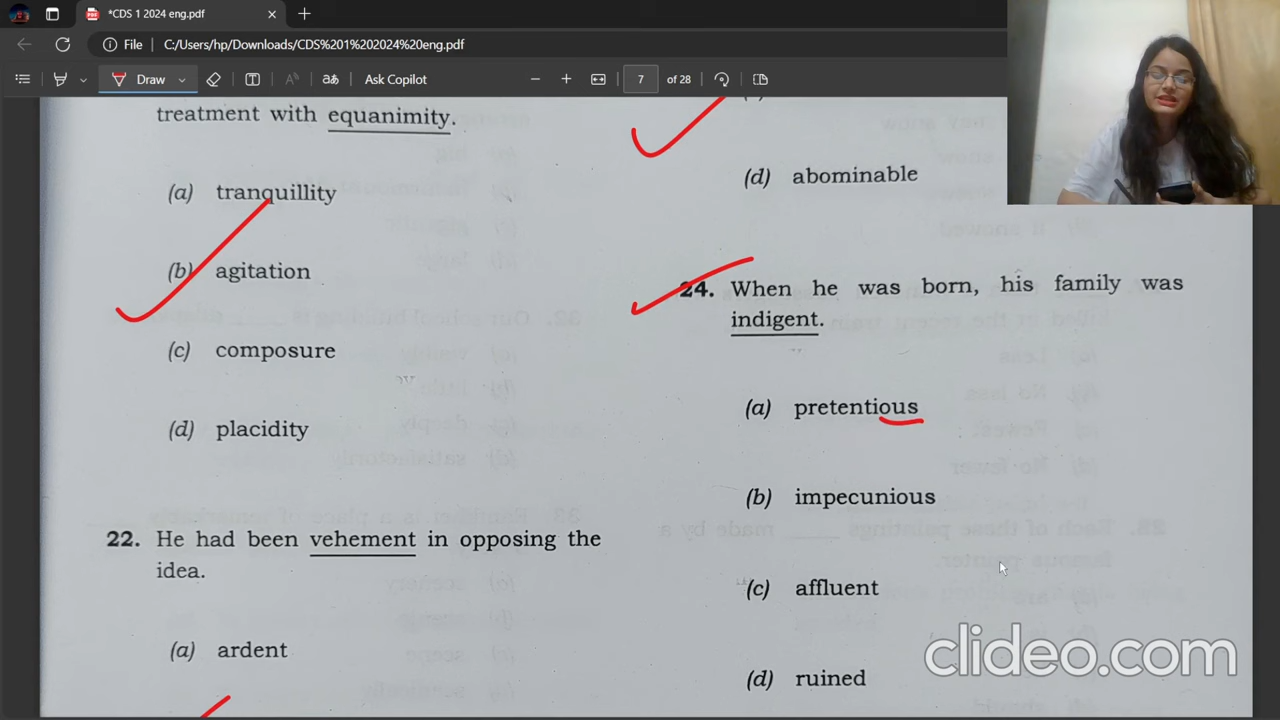 *CDS 1 2024 eng.pdf
File C:/Users/hp/Downloads/CDS%201%202024%20eng.pdf
Draw
aあ
Ask Copilot
7 of 28
treatment with equanimity.
(a) tranquillity
(b) agitation
(c) composure
(d) placidity
22. He had been vehement in opposing the
idea.
(a) ardent
(d) abominable
24. When he was born, his family was
indigent.
(a) pretentious
(b) impecunious
(c) affluent
(d) ruined
clideo.com